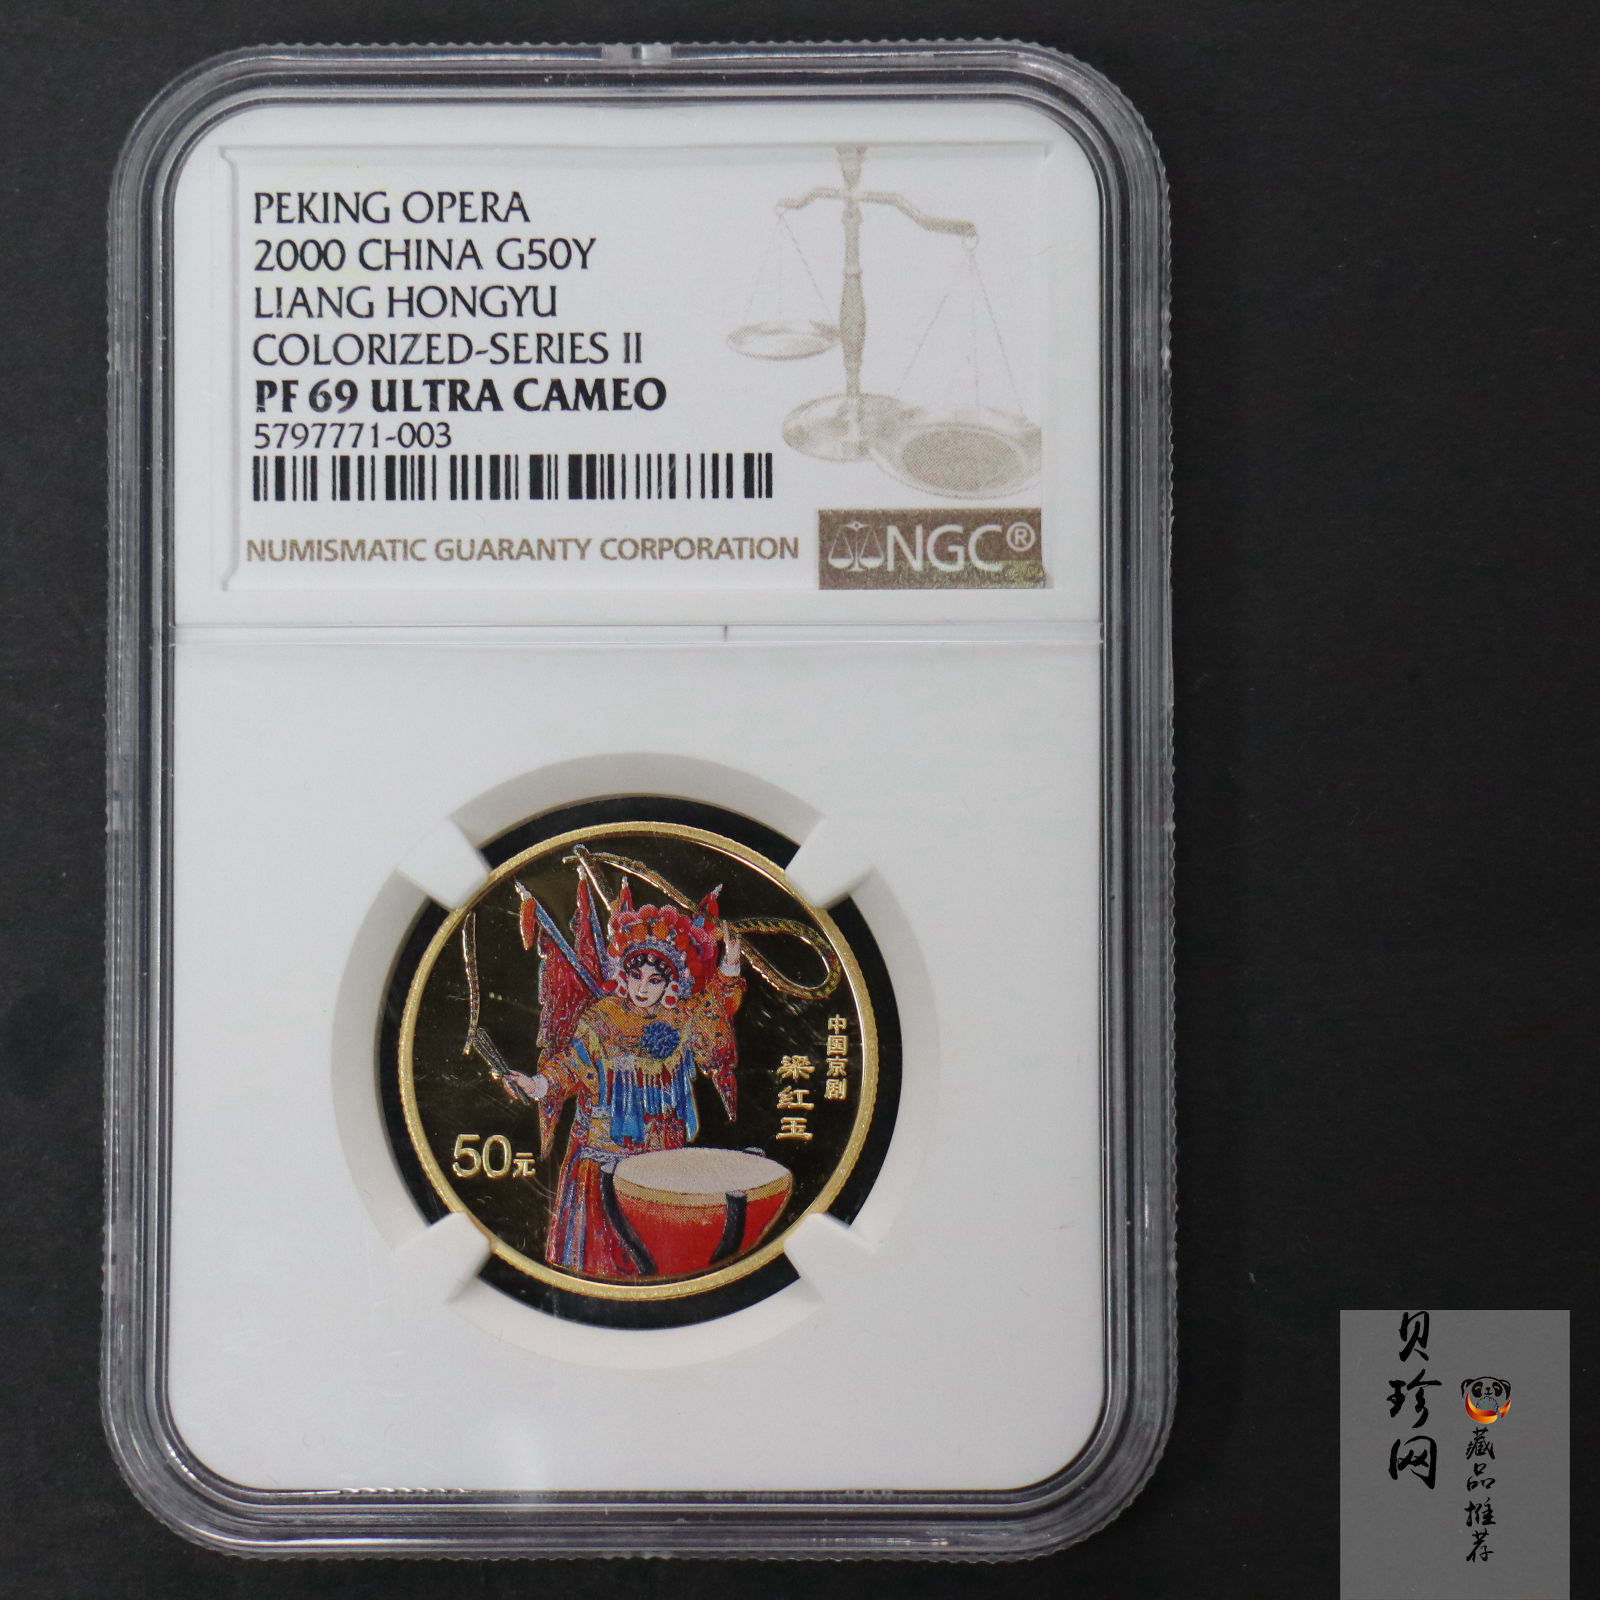 PEKING OPERA
2000 CHINA G50Y
LIANG HONGYU
COLORIZED-SERIES II
PF 69 ULTRA CAMEO
5797771-003
NUMISMATIC GUARANTY CORPORATION
NGC®
中国京剧
梁红玉
50元
贝珍网
藏品推荐